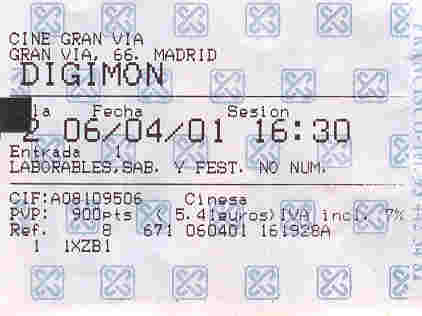 CINE GRAN VIA
GRAN VIA, 66. MADRID
DIGIMON
la Fecha Sesion
2 06/04/01 16:30
Entrada 1
LABORABLES,SAB. Y FEST. NO NUM.
CIF:A08109506 Cinesa
PVP: 900pts ( 5.41euros) IVA incl. 7%
Ref. 8 671 060401 161928A
1 1XZB1